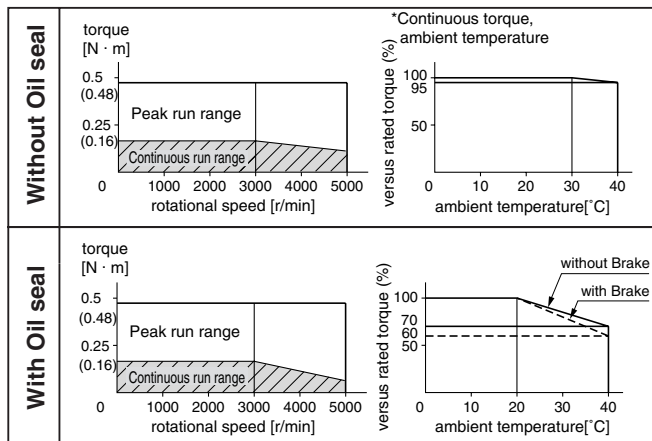 Without Oil seal
torque
[N · m]
0.5
(0.48)
0.25
(0.16)
Peak run range
Continuous run range
0
1000
2000
3000
4000
5000
rotational speed [r/min]
*Continuous torque,
ambient temperature
versus rated torque (%)
100
95
50
0
10
20
30
40
ambient temperature[˚C]
With Oil seal
torque
[N · m]
0.5
(0.48)
0.25
(0.16)
Peak run range
Continuous run range
0
1000
2000
3000
4000
5000
rotational speed [r/min]
versus rated torque (%)
without Brake
with Brake
100
70
60
50
0
10
20
30
40
ambient temperature[˚C]